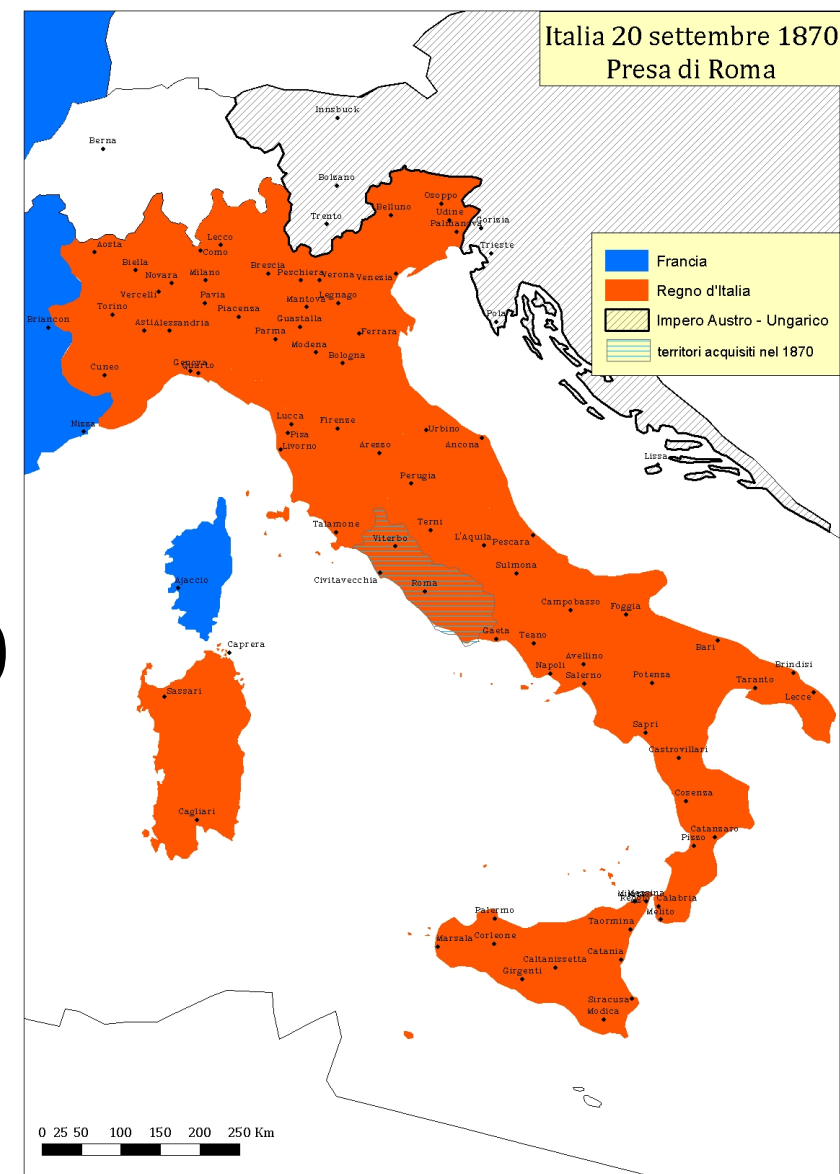 Italia 20 settembre 1870
Presa di Roma
Innsbuck
Berna
Bolzano
Trento
Belluno
Osoppo
Udine
Palmanova
Gorizia
Trieste
Pola
Francia
Regno d'Italia
Impero Austro - Ungarico
territori acquisiti nel 1870
Aosta
Lecco
Como
Biella
Novara
Milano
Brescia
Peschiera
Verona
Venezia
Vercelli
Pavia
Mantova
Legnago
Torino
Piacenza
Guastalla
Briancon
Asti
Alessandria
Parma
Ferrara
Modena
Bologna
Cuneo
Genova
Quarto
Nizza
Lucca
Pisa
Livorno
Firenze
Arezzo
Urbino
Ancona
Lissa
Perugia
Talamone
Terni
Viterbo
L'Aquila
Pescara
Sulmona
Civitavecchia
Roma
Ajaccio
Campobasso
Foggia
Gaeta
Teano
Caprera
Bari
Avellino
Napoli
Salerno
Potenza
Brindisi
Taranto
Lecce
Sassari
Sapri
Castrovillari
Cosenza
Cagliari
Catanzaro
Pizzo
Messina
Calabria
Melito
Palermo
Taormina
Marsala
Corleone
Catania
Caltanissetta
Girgenti
Siracusa
Modica
0 25 50 100 150 200 250 Km